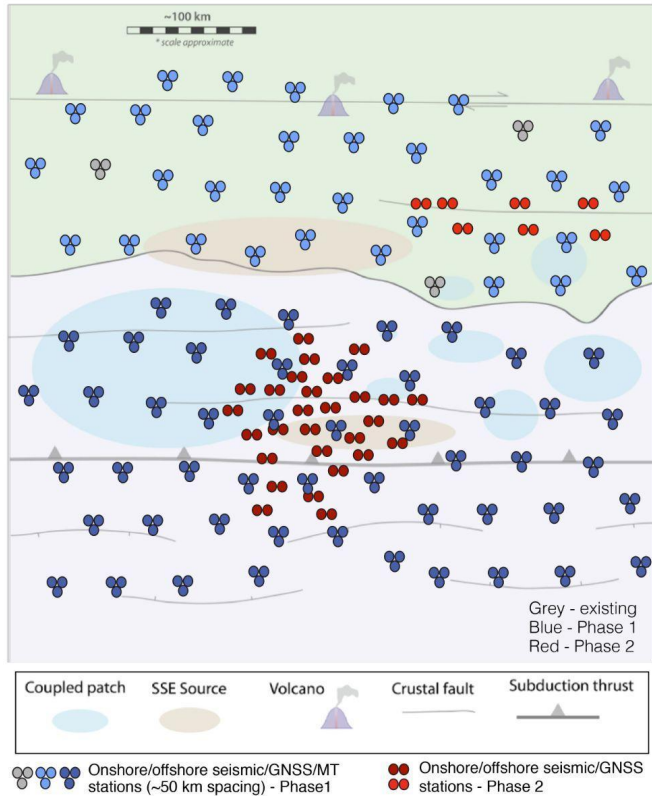 ~100 km
* scale approximate
Grey - existing
Blue - Phase 1
Red - Phase 2
Coupled patch
SSE Source
Volcano
Crustal fault
Subduction thrust
Onshore/offshore seismic/GNSS/MT
stations (~50 km spacing) - Phase1
Onshore/offshore seismic/GNSS
stations - Phase 2